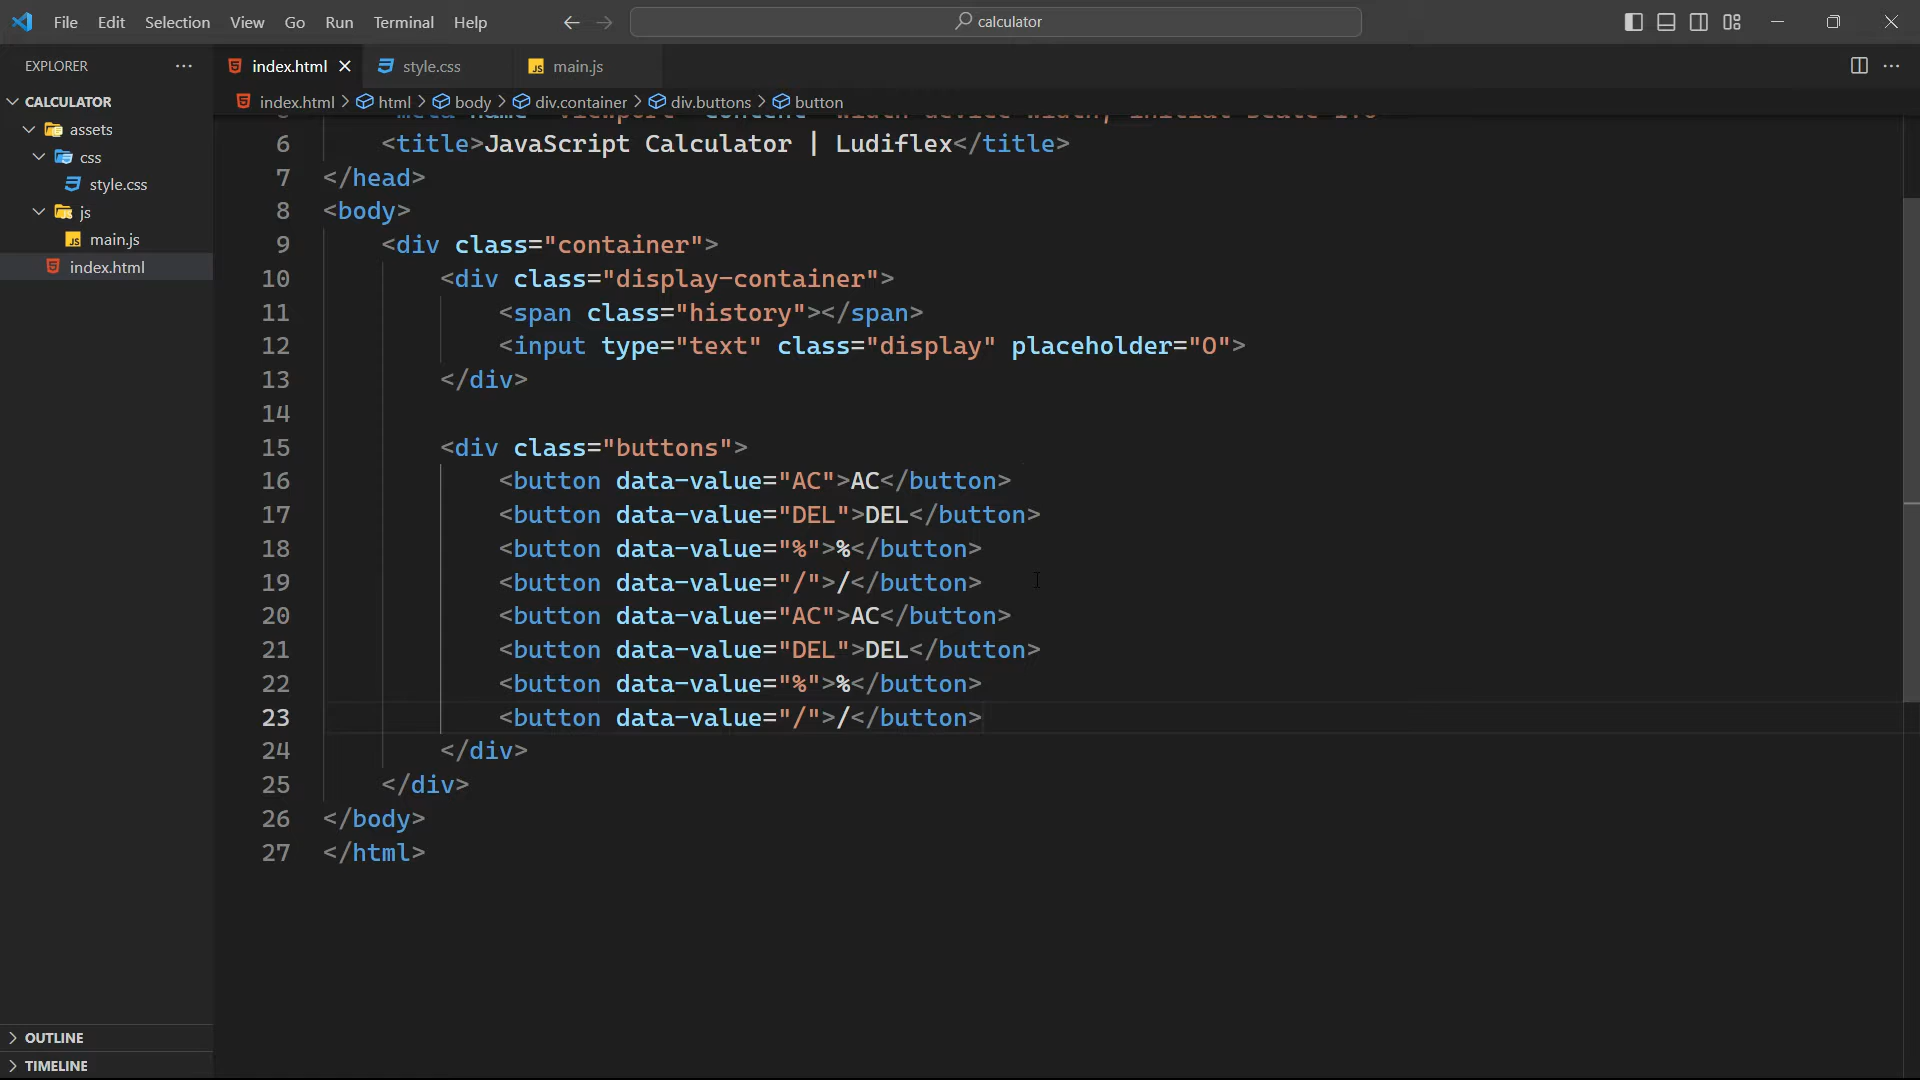 File Edit Selection View Go Run Terminal Help
calculator
EXPLORER
index.html
style.css
main.js
CALCULATOR
index.html > html > body > div.container > div.buttons > button
assets
css
style.css
js
main.js
index.html
6 <title>JavaScript Calculator | Ludiflex</title>
7 </head>
8 <body>
9 <div class="container">
10 <div class="display-container">
11 <span class="history"></span>
12 <input type="text" class="display" placeholder="O">
13 </div>
14
15 <div class="buttons">
16 <button data-value="AC">AC</button>
17 <button data-value="DEL">DEL</button>
18 <button data-value="%">%</button>
19 <button data-value="/">/</button>
20 <button data-value="AC">AC</button>
21 <button data-value="DEL">DEL</button>
22 <button data-value="%">%</button>
23 <button data-value="/">/</button>
24 </div>
25 </div>
26 </body>
27 </html>
OUTLINE
TIMELINE